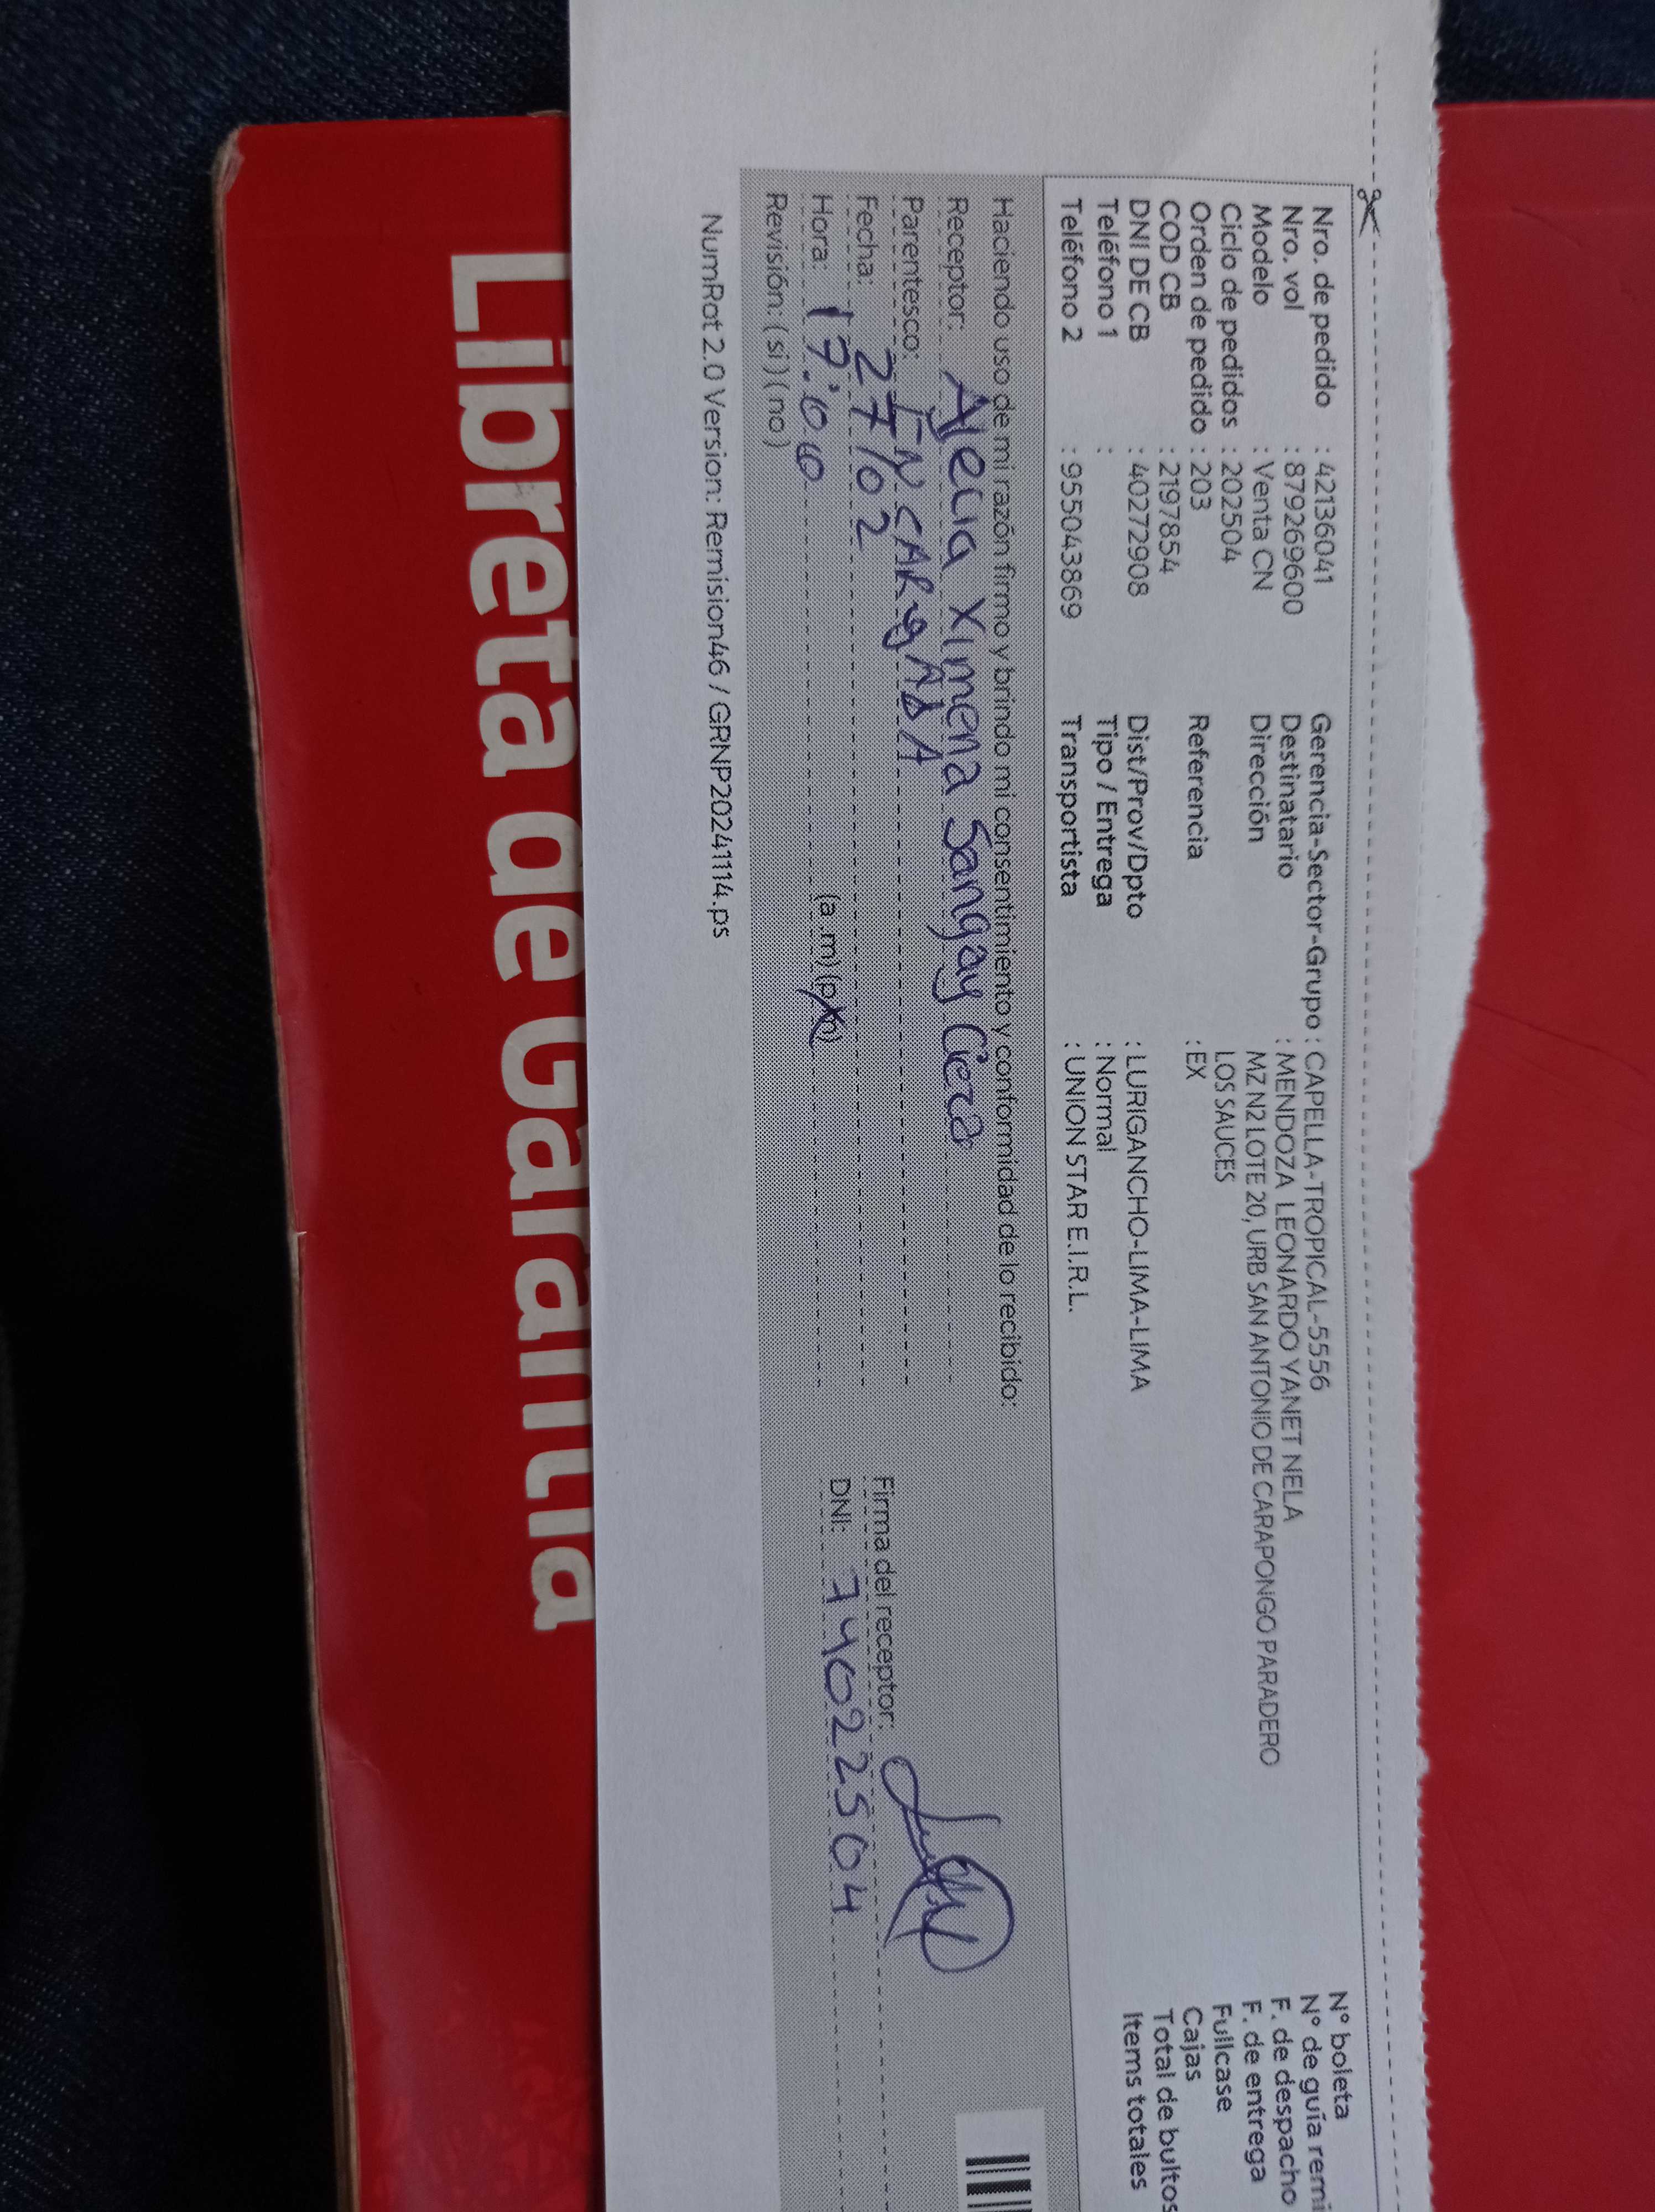 Nro. de pedido : 42136041
Nro. vol : 879269600
Modelo : Venta CN
Ciclo de pedidos : 202504
Orden de pedido : 203
COD CB : 2197854
DNI DE CB : 40272908
Teléfono 1 :
Teléfono 2 : 955043869
Gerencia-Sector-Grupo : CAPELLA-TROPICAL-5556
Destinatario : MENDOZA LEONARDO YANET NELA
Dirección MZ N2 LOTE 20, URB SAN ANTONIO DE CARAPONGO PARADERO
LOS SAUCES
Referencia : EX
Dist/Prov/Dpto : LURIGANCHO-LIMA-LIMA
Tipo / Entrega : Normal
Transportista : UNION STAR E.I.R.L.
N° boleta
N° de guía remi
F. de despacho
F. de entrega
Fullcase
Cajas
Total de bultos
Items totales
Haciendo uso de mi razón firmo y brindo mi consentimiento y conformidad de lo recibido:
Receptor: Ximena Sangay
Parentesco: ENCARgAdA
Fecha: 27/02
Hora: 17:00 (a.m) (p.m)
Revisión: (si) (no)
Firma del receptor:
DNI: 74022504
NumRot 2.0 Version: Remision46 / GRNP20241114.ps
Libreta de Garantía